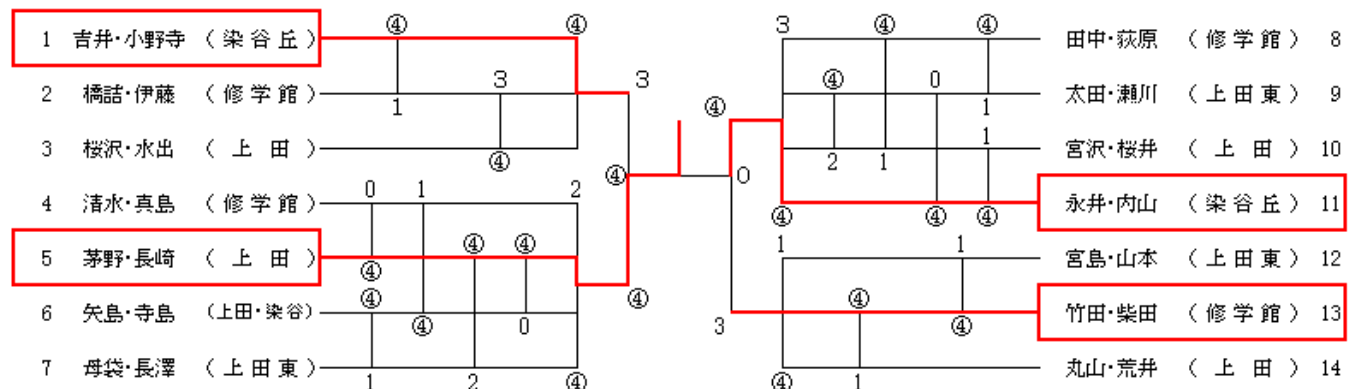 1 吉井・小野寺 (染谷丘)
2 橋詰・伊藤 (修学館)
3 桜沢・水出 (上田)
4 清水・真島 (修学館)
5 茅野・長崎 (上田)
6 矢島・寺島 (上田・染谷)
7 母袋・長澤 (上田東)
④ ④
3 3
1
④
④
0 1 2
④ ④
④
④ ④ 0
1 2 ④
④
④
0
3
3 ④ ④
④ 0
1
1
2 1
④ ④ ④
1 1
④
④
④ 1
田中・荻原 (修学館) 8
太田・瀬川 (上田東) 9
宮沢・桜井 (上田) 10
永井・内山 (染谷丘) 11
宮島・山本 (上田東) 12
竹田・柴田 (修学館) 13
丸山・荒井 (上田) 14